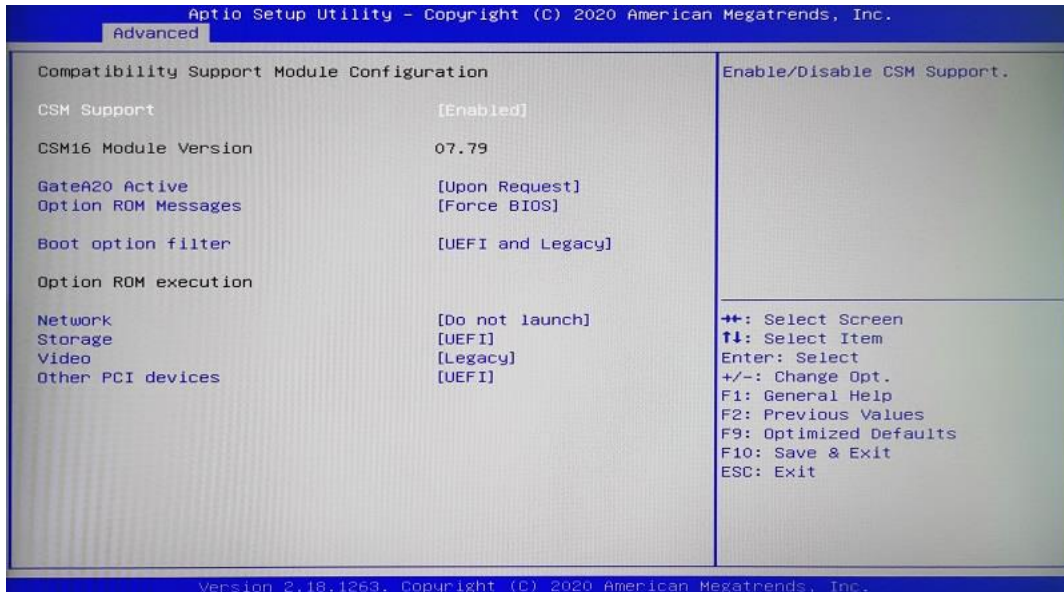 Aptio Setup Utility – Copyright (C) 2020 American Megatrends, Inc.
Advanced
Compatibility Support Module Configuration
CSM Support [Enabled]
CSM16 Module Version 07.79
GateA20 Active [Upon Request]
Option ROM Messages [Force BIOS]
Boot option filter [UEFI and Legacy]
Option ROM execution
Network [Do not launch]
Storage [UEFI]
Video [Legacy]
Other PCI devices [UEFI]
Enable/Disable CSM Support.
→←: Select Screen
↑↓: Select Item
Enter: Select
+/-: Change Opt.
F1: General Help
F2: Previous Values
F9: Optimized Defaults
F10: Save & Exit
ESC: Exit
Version 2.18.1263. Copyright (C) 2020 American Megatrends, Inc.